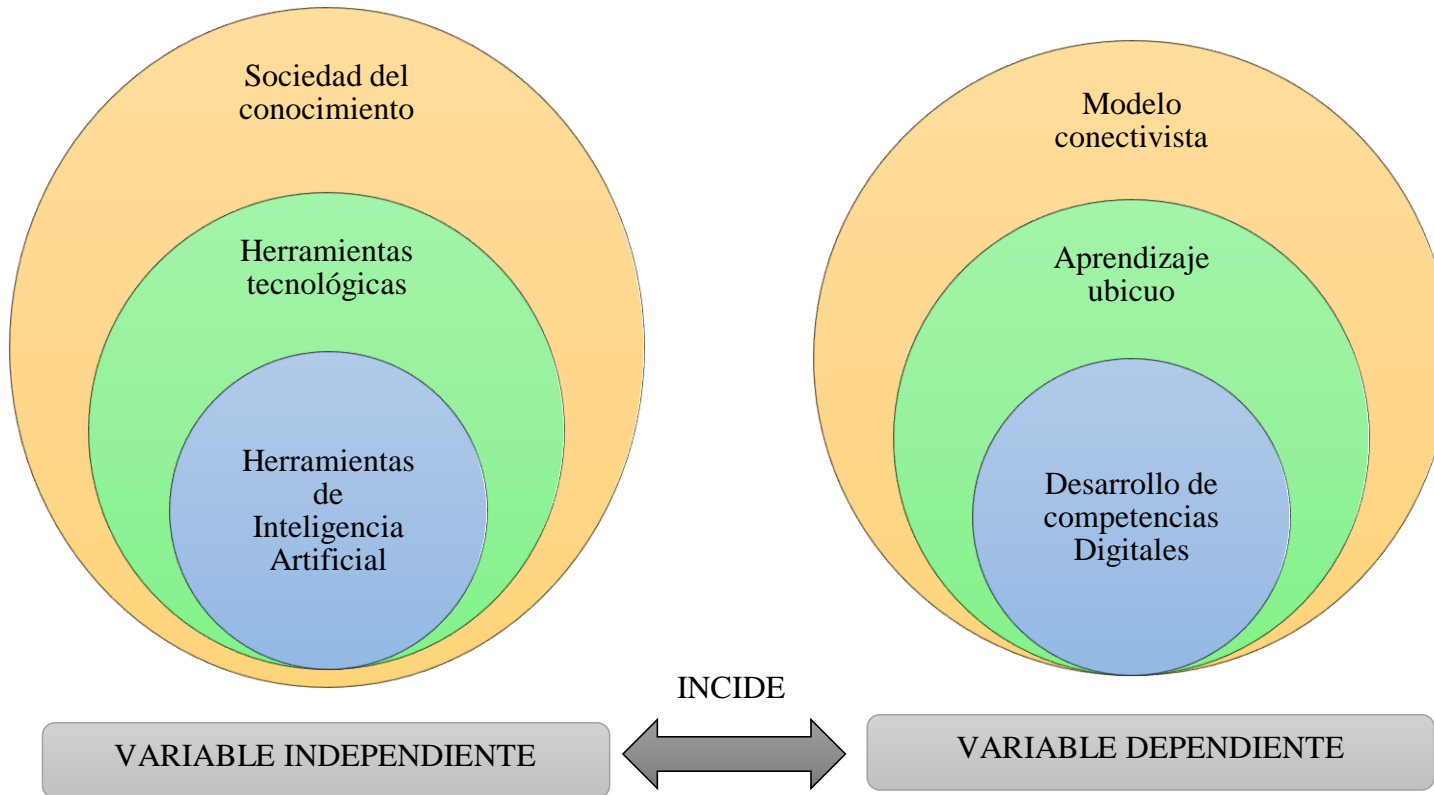 Sociedad del
conocimiento
Herramientas
tecnológicas
Herramientas
de
Inteligencia
Artificial
Modelo
conectivista
Aprendizaje
ubicuo
Desarrollo de
competencias
Digitales
INCIDE
VARIABLE INDEPENDIENTE
VARIABLE DEPENDIENTE